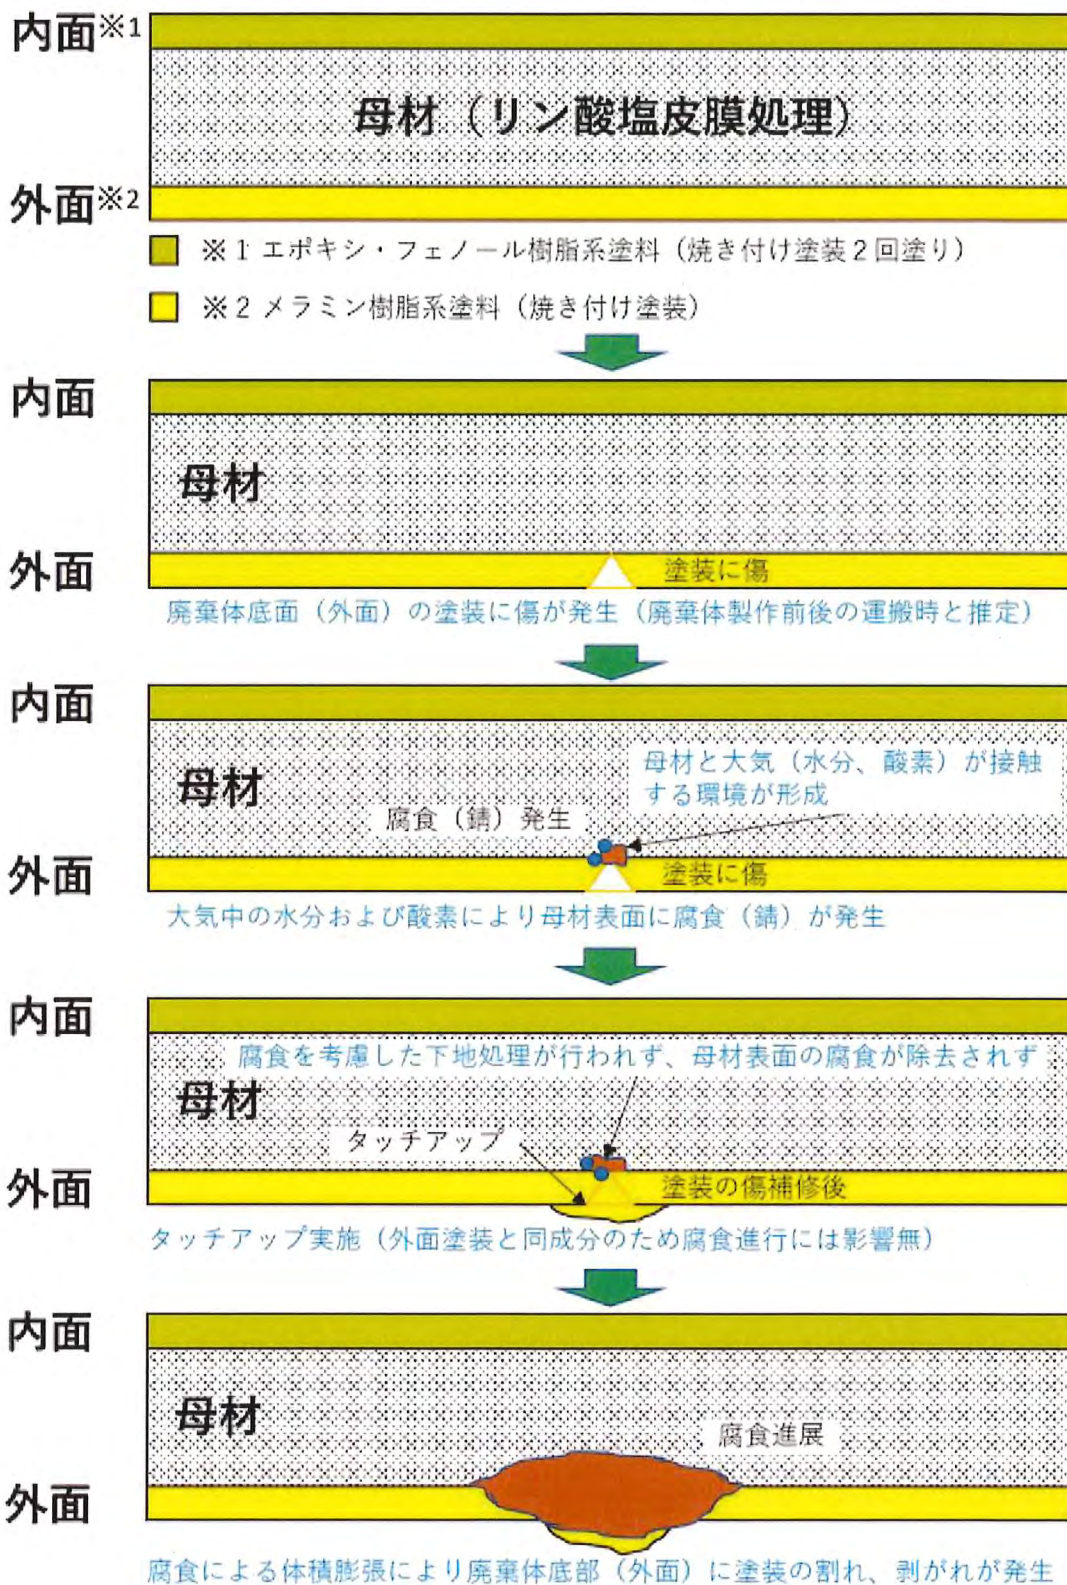 内面※1
母材（リン酸塩皮膜処理）
外面※2
※１ エポキシ・フェノール樹脂系塗料（焼き付け塗装２回塗り）
※２ メラミン樹脂系塗料（焼き付け塗装）
内面
母材
外面
塗装に傷
廃棄体底面（外面）の塗装に傷が発生（廃棄体製作前後の運搬時と推定）
内面
母材と大気（水分、酸素）が接触
する環境が形成
母材
腐食（錆）発生
外面
塗装に傷
大気中の水分および酸素により母材表面に腐食（錆）が発生
内面
腐食を考慮した下地処理が行われず、母材表面の腐食が除去されず
母材
タッチアップ
外面
塗装の傷補修後
タッチアップ実施（外面塗装と同成分のため腐食進行には影響無）
内面
母材
腐食進展
外面
腐食による体積膨張により廃棄体底部（外面）に塗装の割れ、剥がれが発生